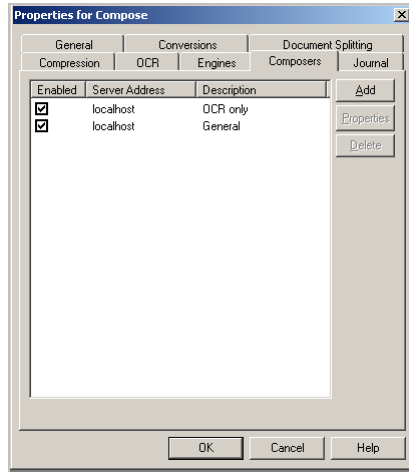 Properties for Compose
General Conversions Document Splitting
Compression OCR Engines Composers Journal
Enabled Server Address Description
localhost OCR only
localhost General
Add
Properties
Delete
OK Cancel Help